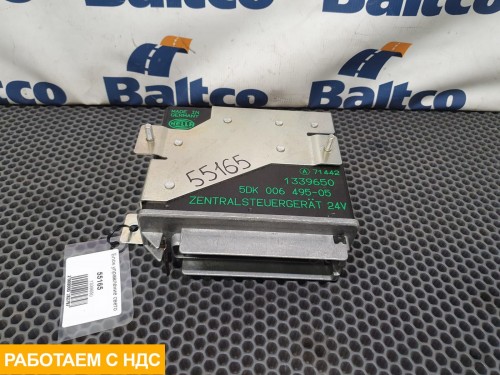 Baltco
Baltco
MADE IN
GERMANY
HELLA
55165
A 71442
1339650
5DK 006 495-05
ZENTRALSTEUERGERÄT 24V
55165
РАБОТАЕМ С НДС